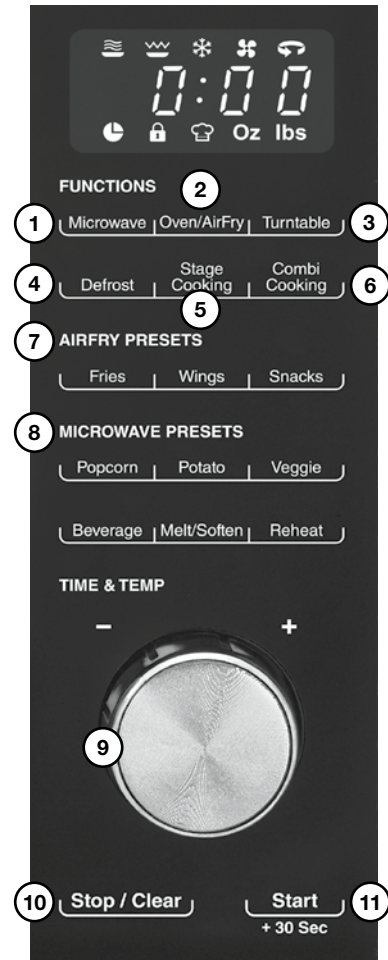 0:00
Oz lbs
FUNCTIONS
2
1 Microwave Oven/AirFry Turntable 3
Stage Combi
4 Defrost Cooking Cooking 6
5
7 AIRFRY PRESETS
Fries Wings Snacks
8 MICROWAVE PRESETS
Popcorn Potato Veggie
Beverage Melt/Soften Reheat
TIME & TEMP
- +
9
10 Stop / Clear Start 11
+ 30 Sec